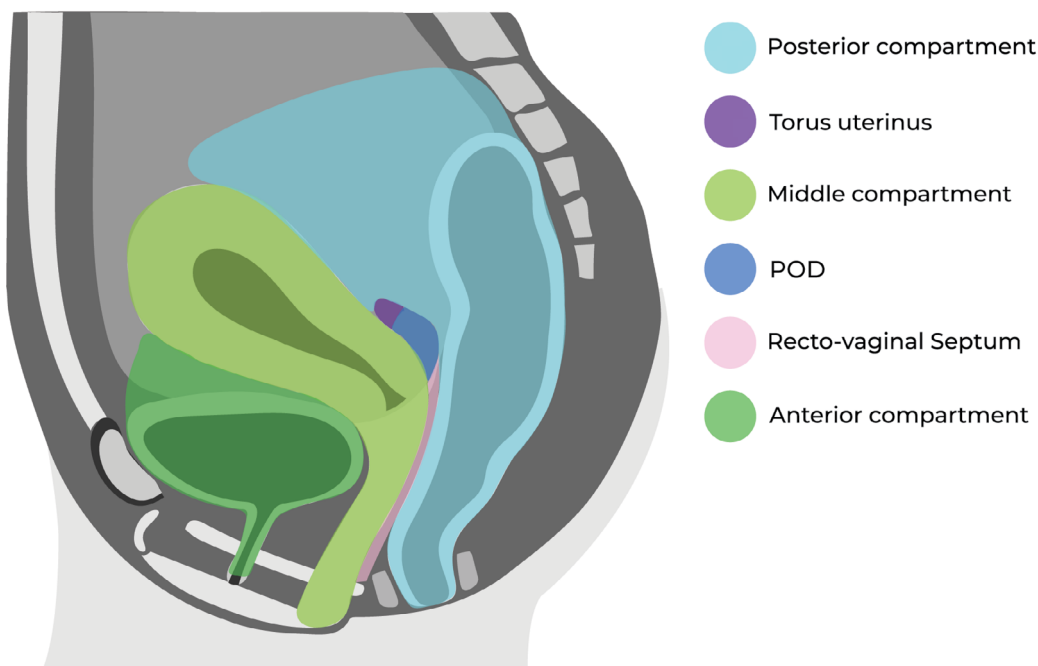 Posterior compartment
Torus uterinus
Middle compartment
POD
Recto-vaginal Septum
Anterior compartment